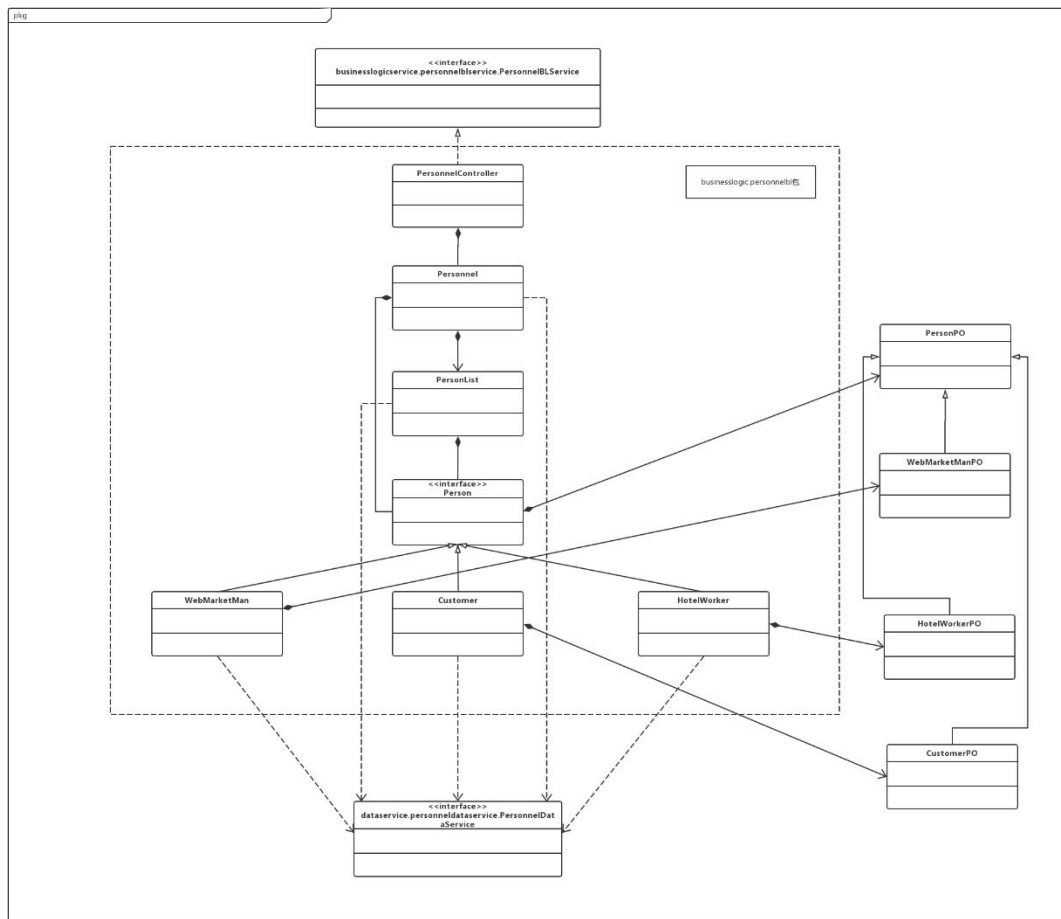 pkg
<<interface>>
businesslogicservice.personnelblservice.PersonnelBLService
PersonnelController
businesslogic.personnelbl包
Personnel
PersonPO
PersonList
WebMarketManPO
<<interface>>
Person
WebMarketMan
Customer
HotelWorker
HotelWorkerPO
CustomerPO
<<interface>>
dataservice.personneldataservice.PersonnelDat
aService